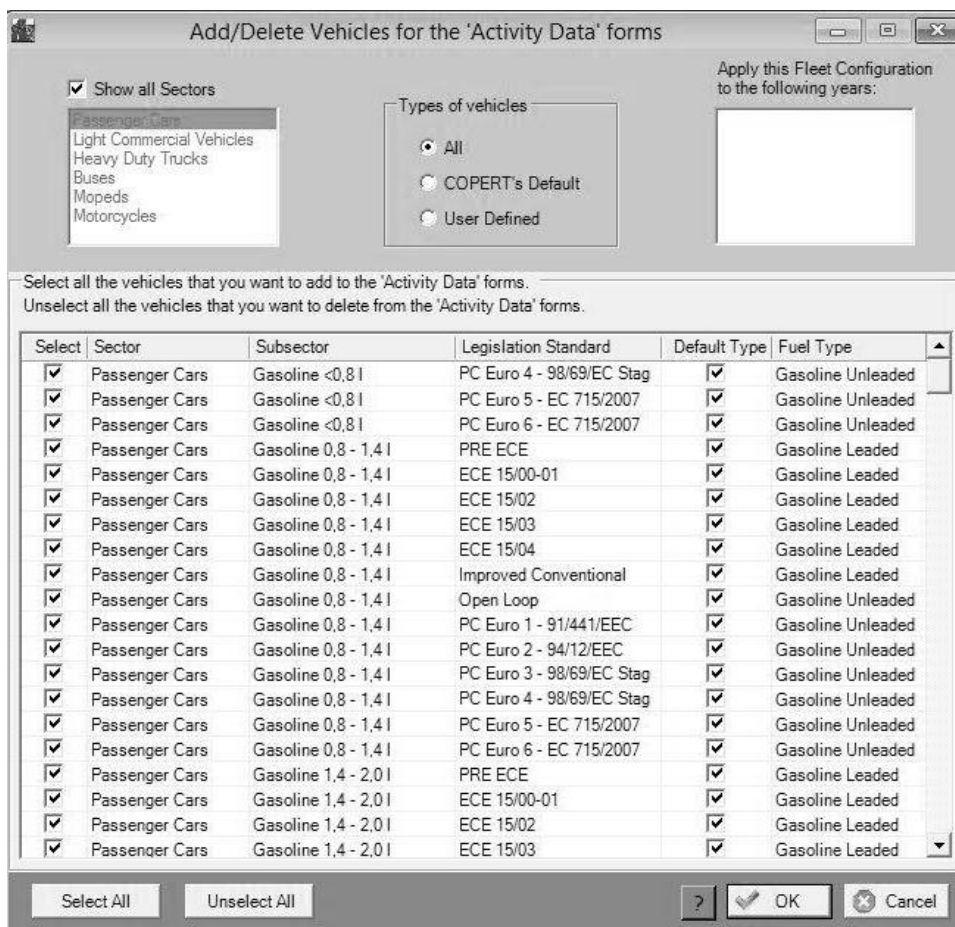 Add/Delete Vehicles for the 'Activity Data' forms
Show all Sectors
Passenger Cars
Light Commercial Vehicles
Heavy Duty Trucks
Buses
Mopeds
Motorcycles
Types of vehicles
All
COPERT's Default
User Defined
Apply this Fleet Configuration
to the following years:
Select all the vehicles that you want to add to the 'Activity Data' forms.
Unselect all the vehicles that you want to delete from the 'Activity Data' forms.
Select Sector Subsector Legislation Standard Default Type Fuel Type
Passenger Cars Gasoline <0,8 l PC Euro 4 - 98/69/EC Stag Gasoline Unleaded
Passenger Cars Gasoline <0,8 l PC Euro 5 - EC 715/2007 Gasoline Unleaded
Passenger Cars Gasoline <0,8 l PC Euro 6 - EC 715/2007 Gasoline Unleaded
Passenger Cars Gasoline 0,8 - 1,4 l PRE ECE Gasoline Leaded
Passenger Cars Gasoline 0,8 - 1,4 l ECE 15/00-01 Gasoline Leaded
Passenger Cars Gasoline 0,8 - 1,4 l ECE 15/02 Gasoline Leaded
Passenger Cars Gasoline 0,8 - 1,4 l ECE 15/03 Gasoline Leaded
Passenger Cars Gasoline 0,8 - 1,4 l ECE 15/04 Gasoline Leaded
Passenger Cars Gasoline 0,8 - 1,4 l Improved Conventional Gasoline Leaded
Passenger Cars Gasoline 0,8 - 1,4 l Open Loop Gasoline Unleaded
Passenger Cars Gasoline 0,8 - 1,4 l PC Euro 1 - 91/441/EEC Gasoline Unleaded
Passenger Cars Gasoline 0,8 - 1,4 l PC Euro 2 - 94/12/EEC Gasoline Unleaded
Passenger Cars Gasoline 0,8 - 1,4 l PC Euro 3 - 98/69/EC Stag Gasoline Unleaded
Passenger Cars Gasoline 0,8 - 1,4 l PC Euro 4 - 98/69/EC Stag Gasoline Unleaded
Passenger Cars Gasoline 0,8 - 1,4 l PC Euro 5 - EC 715/2007 Gasoline Unleaded
Passenger Cars Gasoline 0,8 - 1,4 l PC Euro 6 - EC 715/2007 Gasoline Unleaded
Passenger Cars Gasoline 1,4 - 2,0 l PRE ECE Gasoline Leaded
Passenger Cars Gasoline 1,4 - 2,0 l ECE 15/00-01 Gasoline Leaded
Passenger Cars Gasoline 1,4 - 2,0 l ECE 15/02 Gasoline Leaded
Passenger Cars Gasoline 1,4 - 2,0 l ECE 15/03 Gasoline Leaded
Select All Unselect All ? OK Cancel